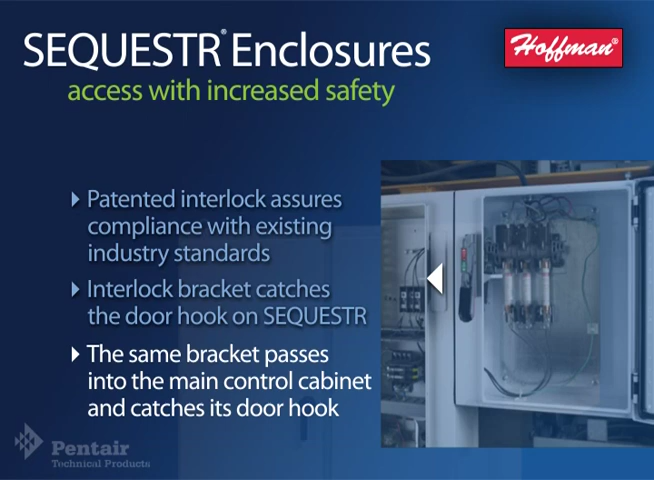 SEQUESTR® Enclosures
Hoffman®
access with increased safety
Patented interlock assures
compliance with existing
industry standards
Interlock bracket catches
the door hook on SEQUESTR
The same bracket passes
into the main control cabinet
and catches its door hook
Pentair
Technical Products